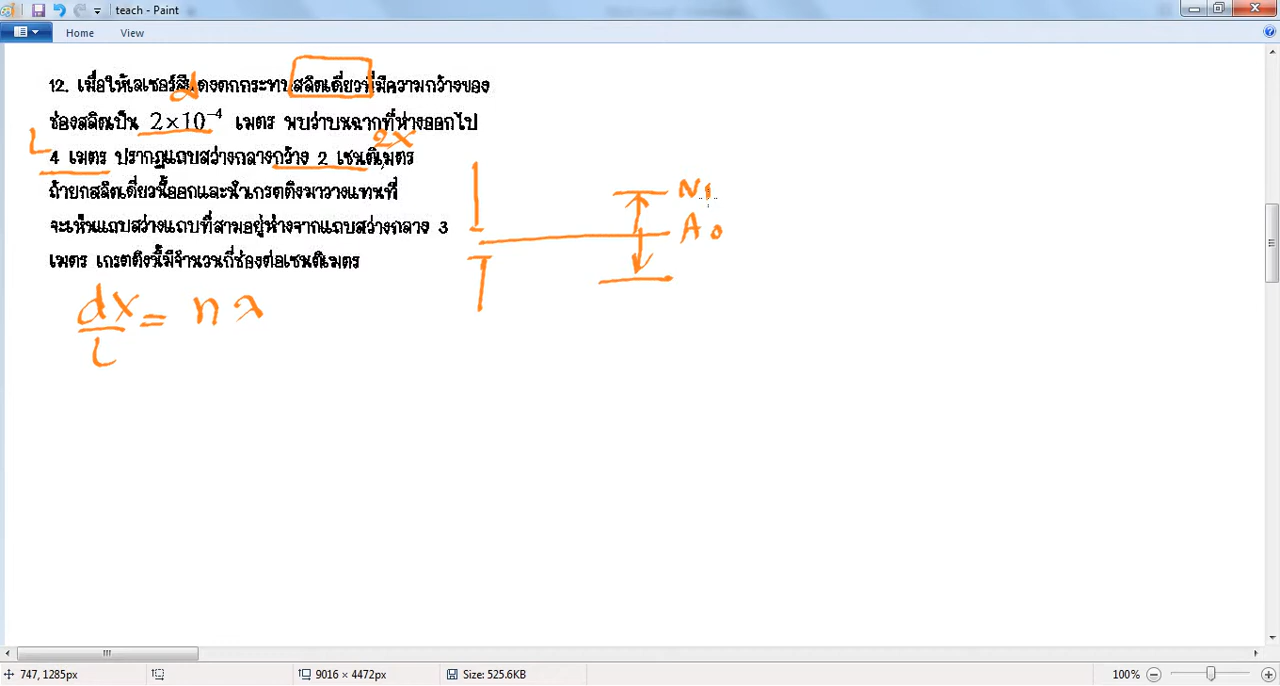 teach - Paint
Home View
12. เมื่อให้เลเซอร์สีแดงตกกระทบสลิตเดี่ยวที่มีความกว้างของ
d
ช่องสลิตเป็น 2×10⁻⁴ เมตร พบว่าบนฉากที่ห่างออกไป
L 2x
4 เมตร ปรากฏแถบสว่างกลางกว้าง 2 เซนติเมตร
ถ้ายกสลิตเดี่ยวนี้ออกและนำเกรตติงมาวางแทนที่
จะเห็นแถบสว่างแถบที่สามอยู่ห่างจากแถบสว่างกลาง 3
เมตร เกรตติงนี้มีจำนวนกี่ช่องต่อเซนติเมตร
N1
A0
dx/L = nλ
747, 1285px 9016 × 4472px Size: 525.6KB 100%